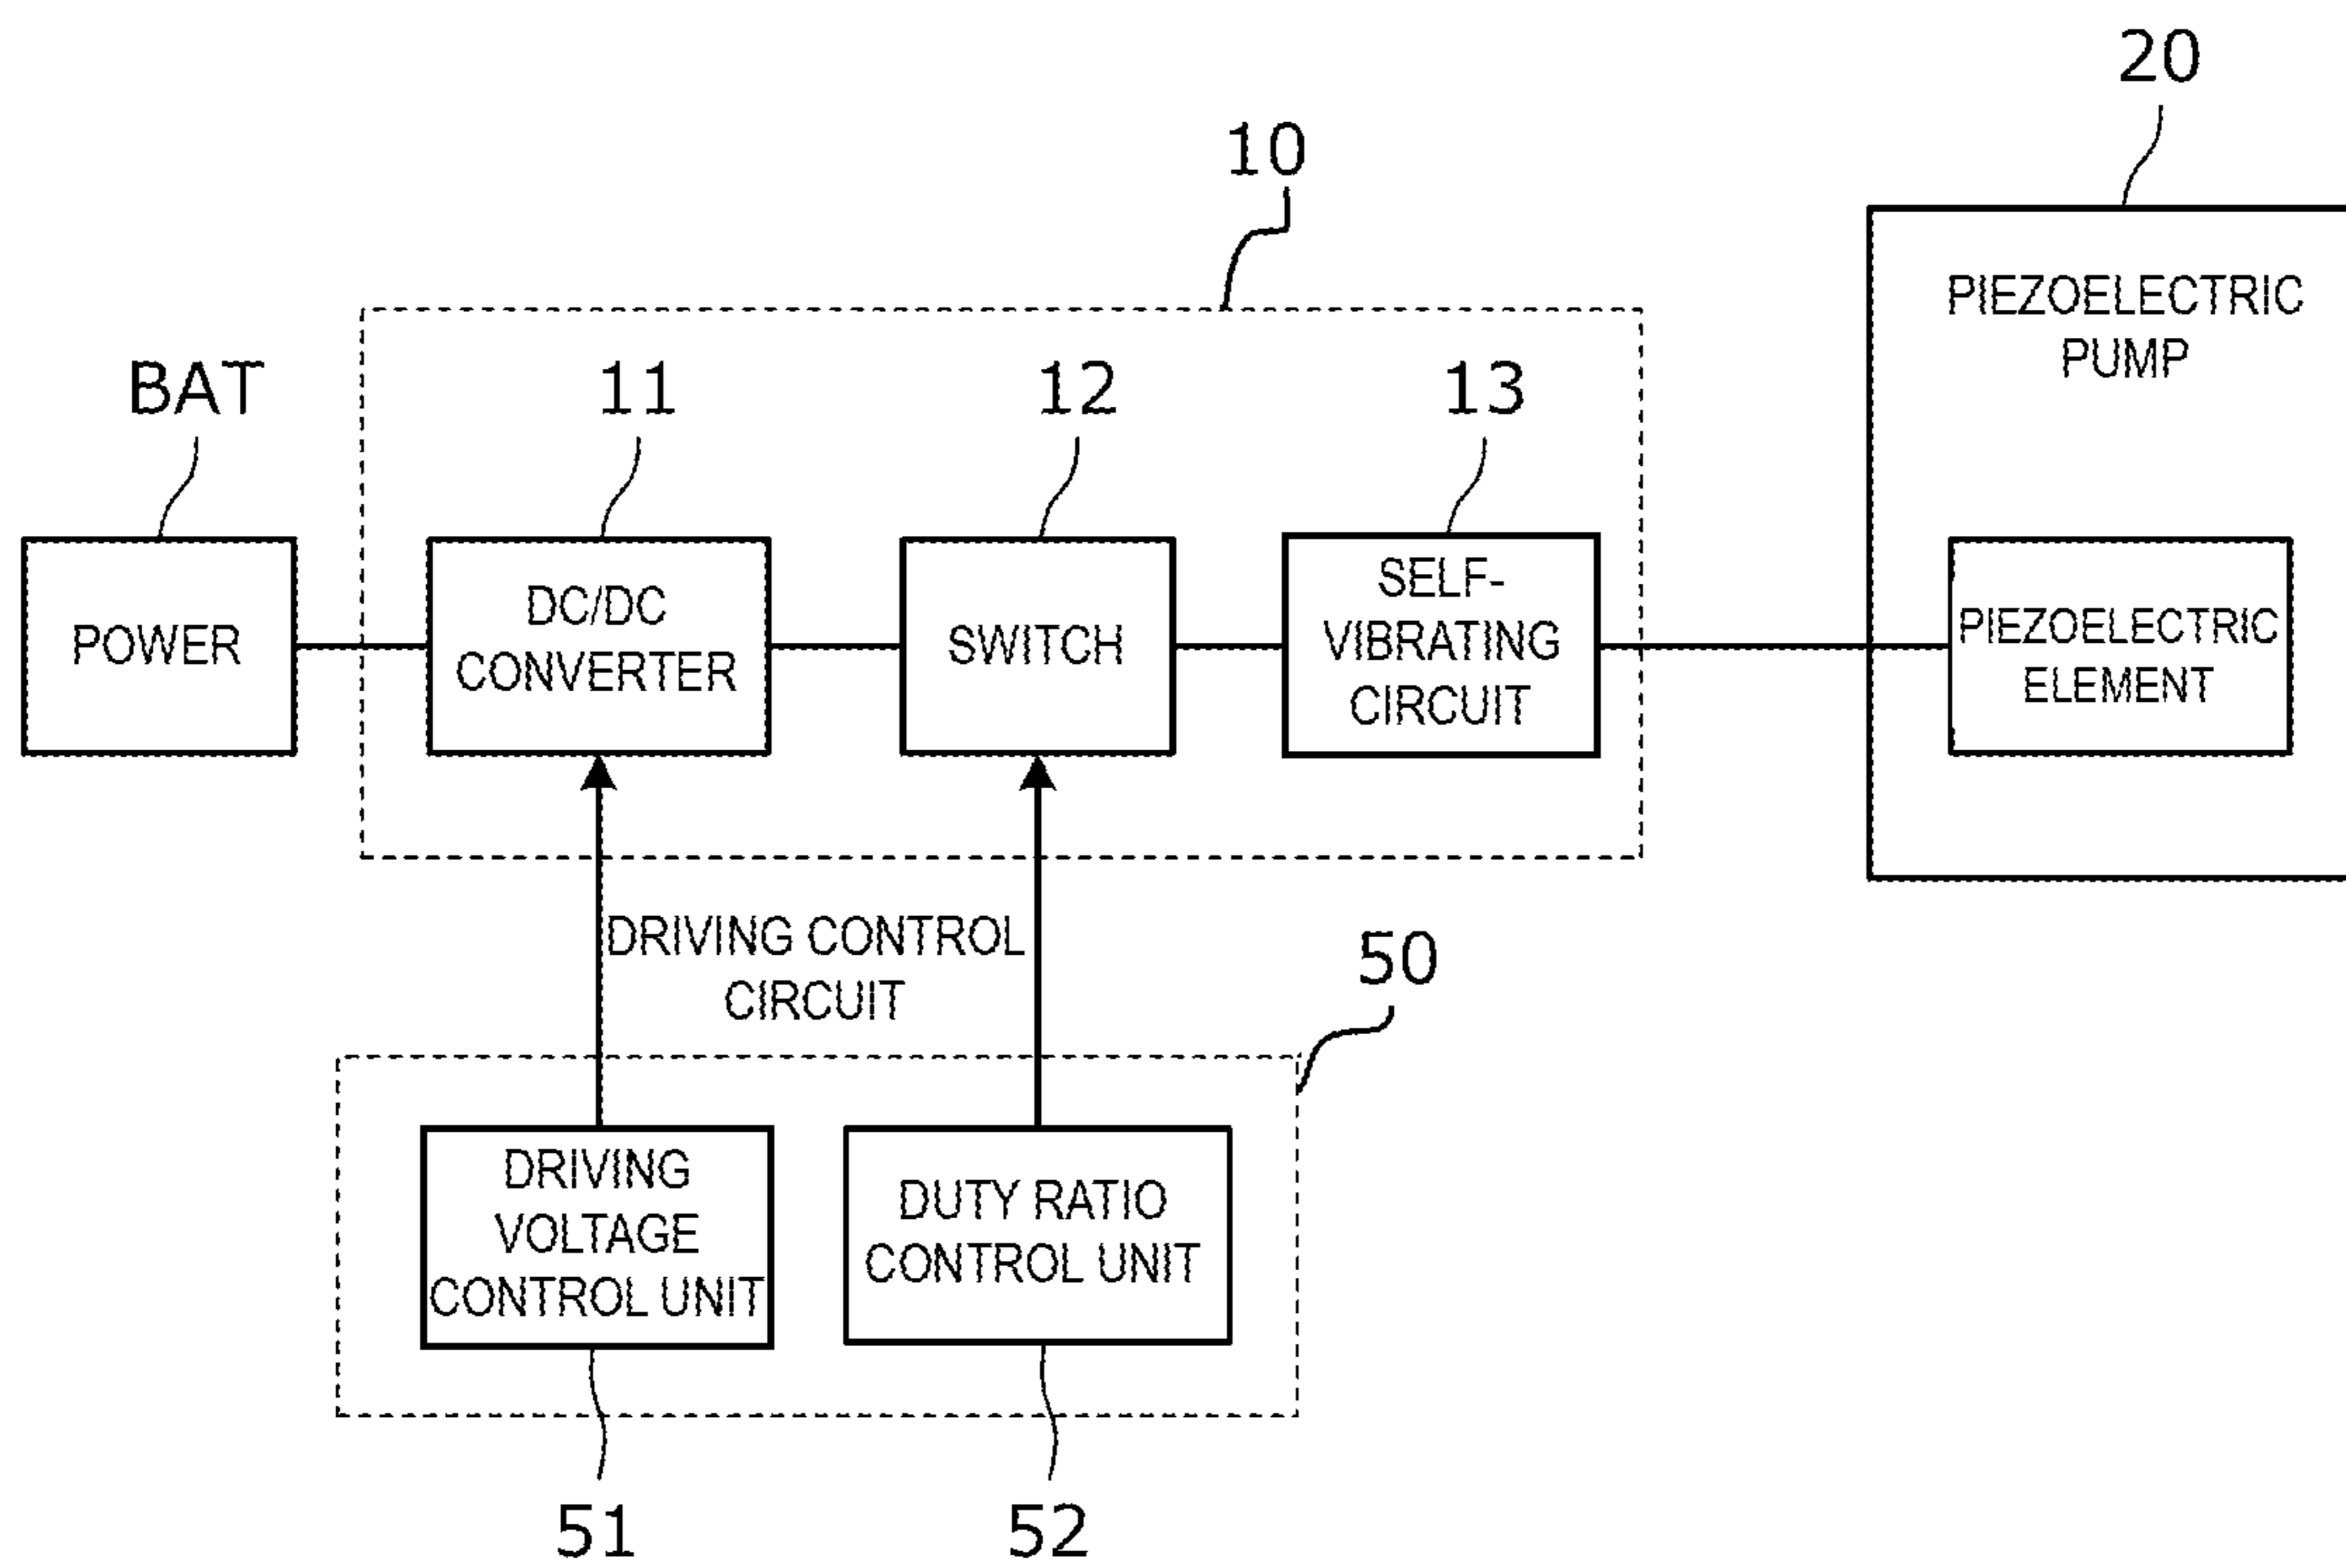 20
10
PIEZOELECTRIC
PUMP
BAT
11
12
13
POWER
DC/DC
CONVERTER
SWITCH
SELF-
VIBRATING
CIRCUIT
PIEZOELECTRIC
ELEMENT
DRIVING CONTROL
CIRCUIT
50
DRIVING
VOLTAGE
CONTROL UNIT
DUTY RATIO
CONTROL UNIT
51
52